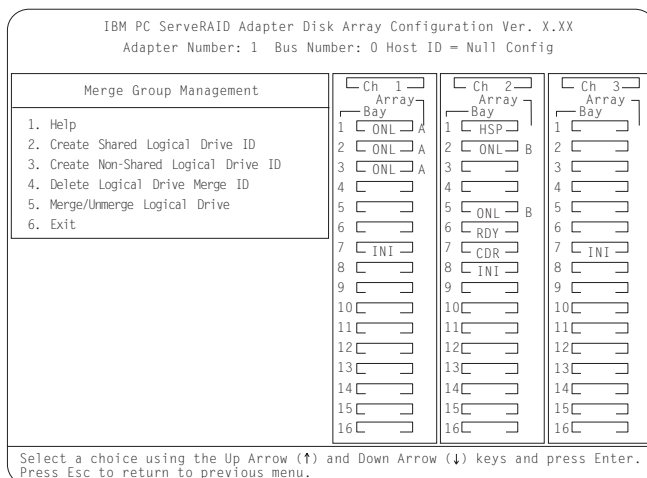 IBM PC ServeRAID Adapter Disk Array Configuration Ver. X.XX
Adapter Number: 1 Bus Number: 0 Host ID = Null Config
Merge Group Management
1. Help
2. Create Shared Logical Drive ID
3. Create Non-Shared Logical Drive ID
4. Delete Logical Drive Merge ID
5. Merge/Unmerge Logical Drive
6. Exit
Ch 1
Array
Bay
1 ONL A
2 ONL A
3 ONL A
4
5
6
7 INI
8
9
10
11
12
13
14
15
16
Ch 2
Array
Bay
1 HSP
2 ONL B
3
4
5 ONL B
6 RDY
7 CDR
8 INI
9
10
11
12
13
14
15
16
Ch 3
Array
Bay
1
2
3
4
5
6
7 INI
8
9
10
11
12
13
14
15
16
Select a choice using the Up Arrow (↑) and Down Arrow (↓) keys and press Enter.
Press Esc to return to previous menu.